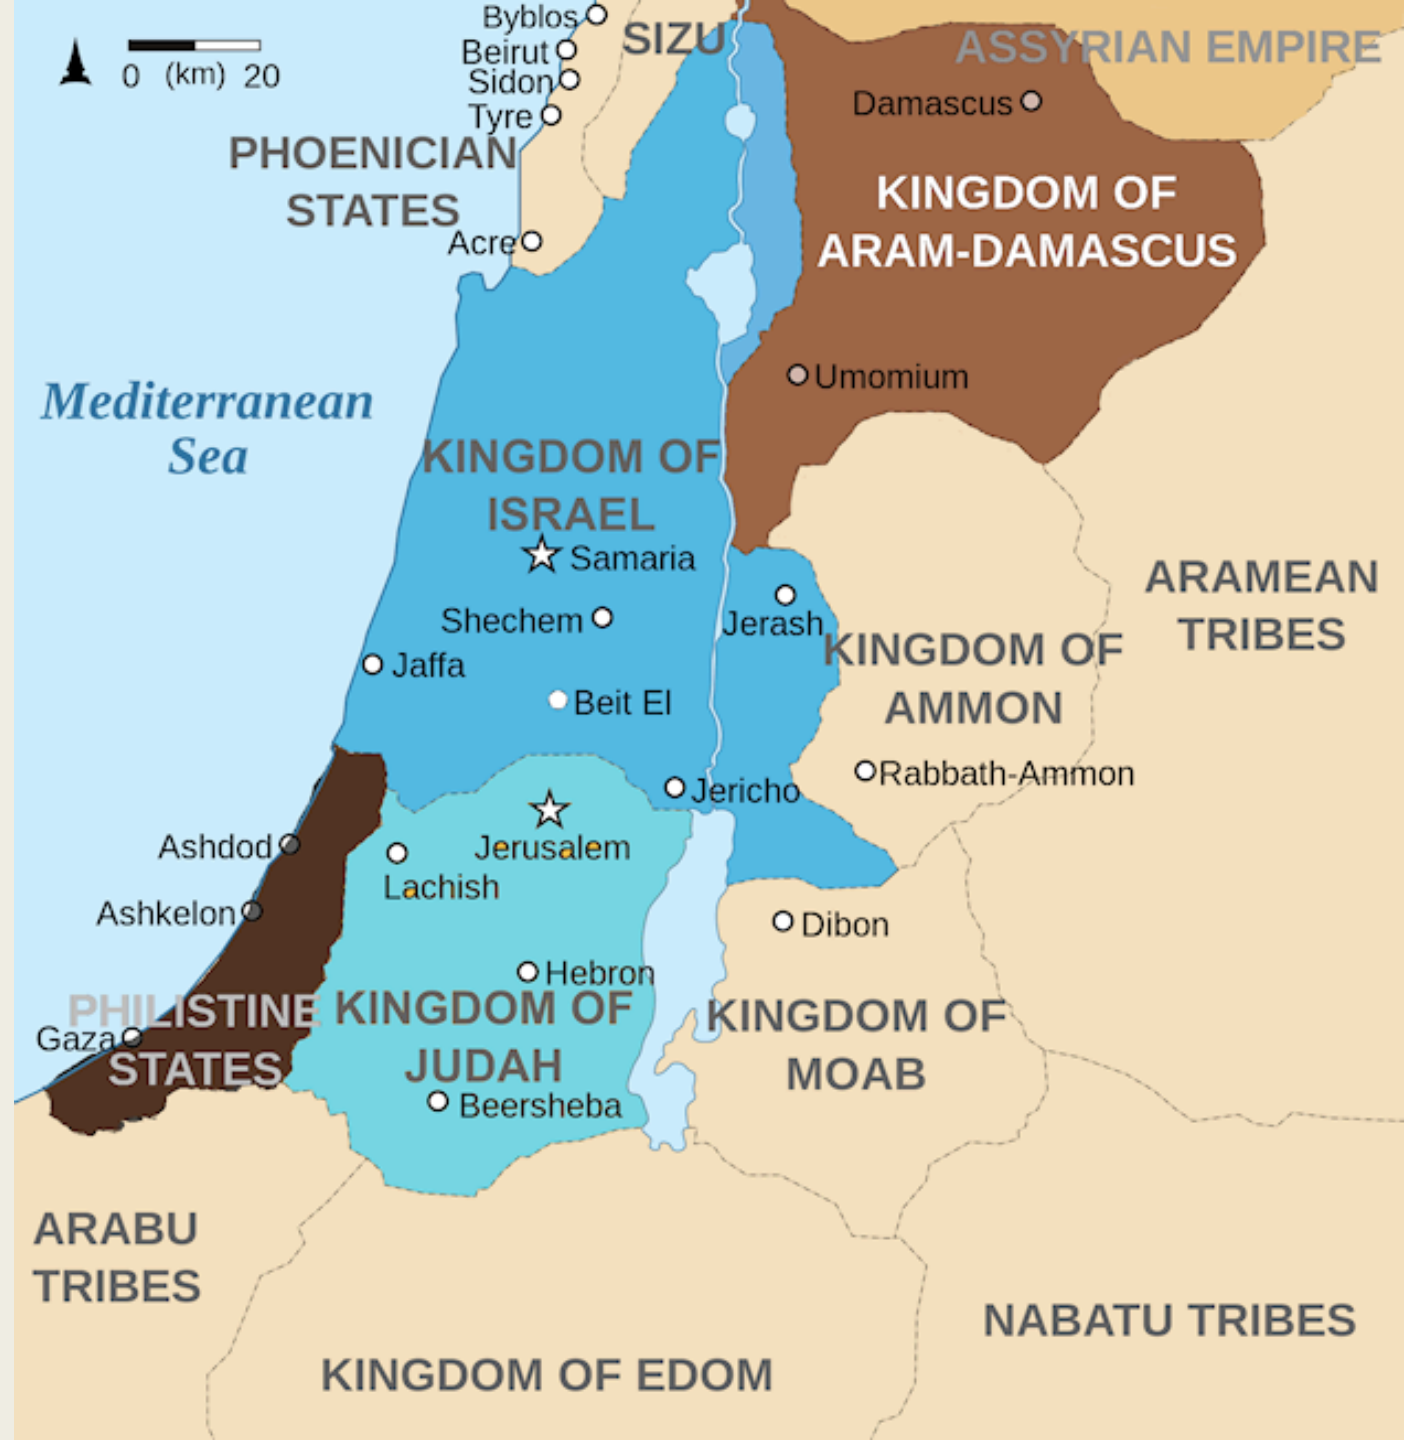 Byblos
SIZU
Beirut
ASSYRIAN EMPIRE
0 (km) 20
Sidon
Damascus
Tyre
PHOENICIAN
STATES
KINGDOM OF
ARAM-DAMASCUS
Acre
Umomium
Mediterranean
Sea
KINGDOM OF
ISRAEL
Samaria
ARAMEAN
TRIBES
Shechem
Jerash
KINGDOM OF
AMMON
Jaffa
Beit El
Rabbath-Ammon
Jericho
Ashdod
Jerusalem
Lachish
Ashkelon
Dibon
Hebron
PHILISTINE
STATES
KINGDOM OF
JUDAH
KINGDOM OF
MOAB
Gaza
Beersheba
ARABU
TRIBES
NABATU TRIBES
KINGDOM OF EDOM